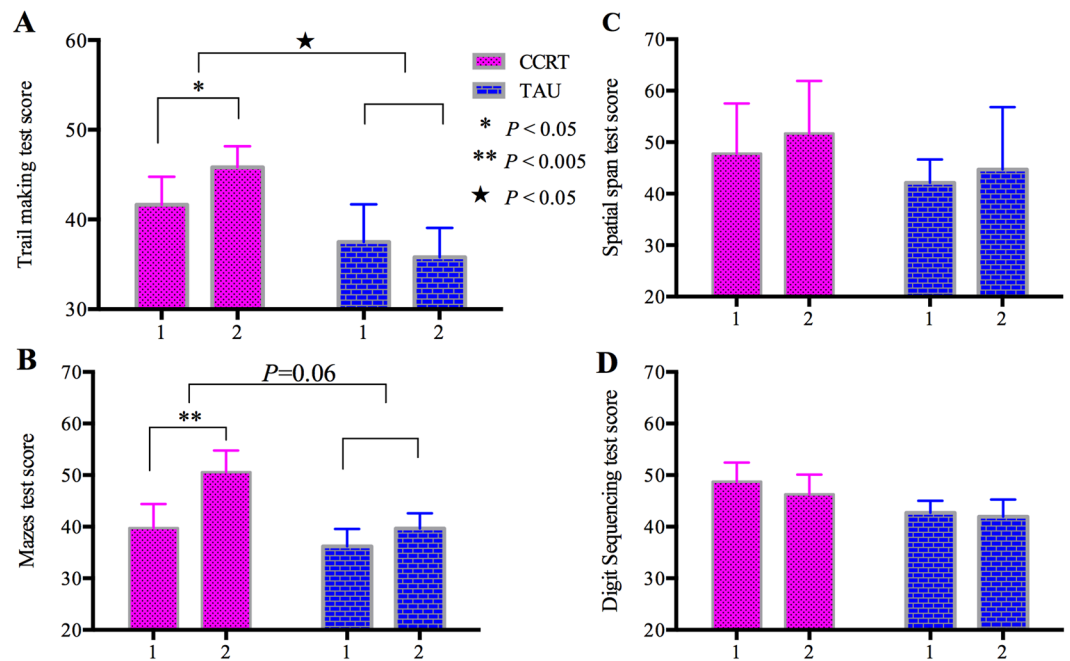 A
60
50
40
30
Trail making test score
★
*
1
2
1
2
CCRT
TAU
* P < 0.05
** P < 0.005
★ P < 0.05
C
70
60
50
40
30
20
Spatial span test score
1
2
1
2
B
70
60
50
40
30
20
Mazes test score
P=0.06
**
1
2
1
2
D
70
60
50
40
30
20
Digit Sequencing test score
1
2
1
2